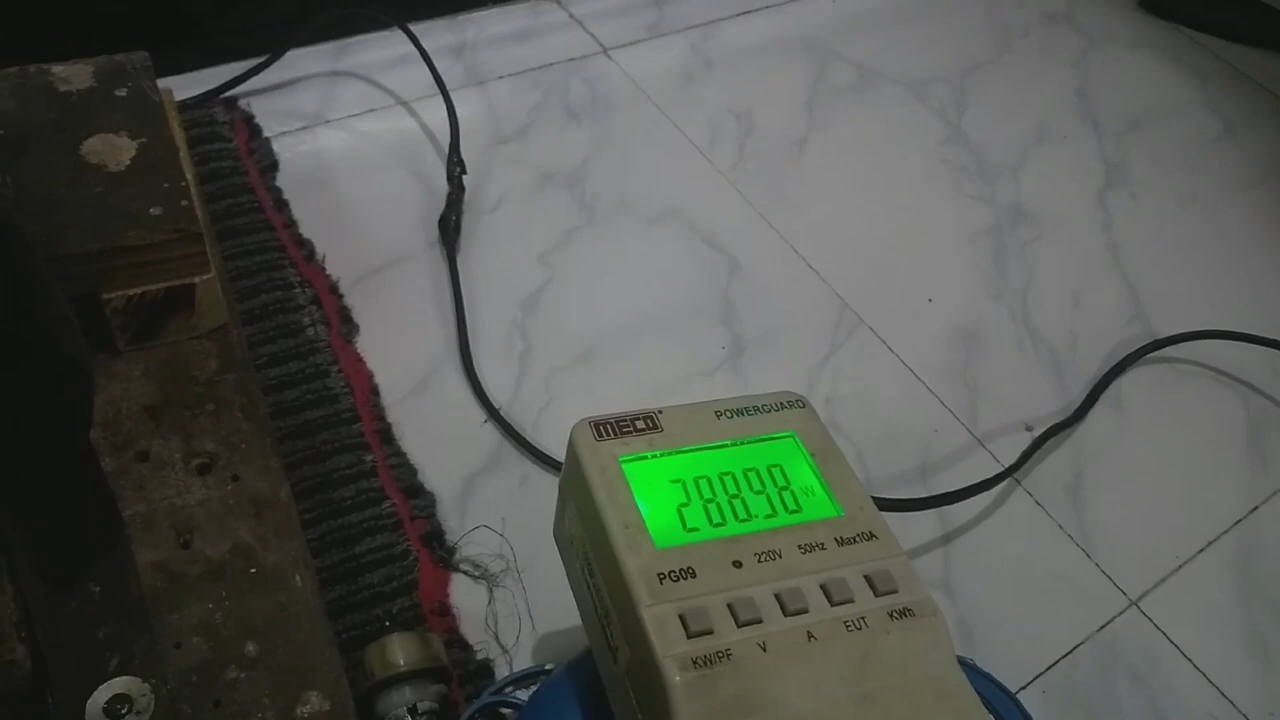 MECO
POWERGUARD
288.98 W
PG09 220V 50Hz Max10A
KW/PF V A EUT KWh